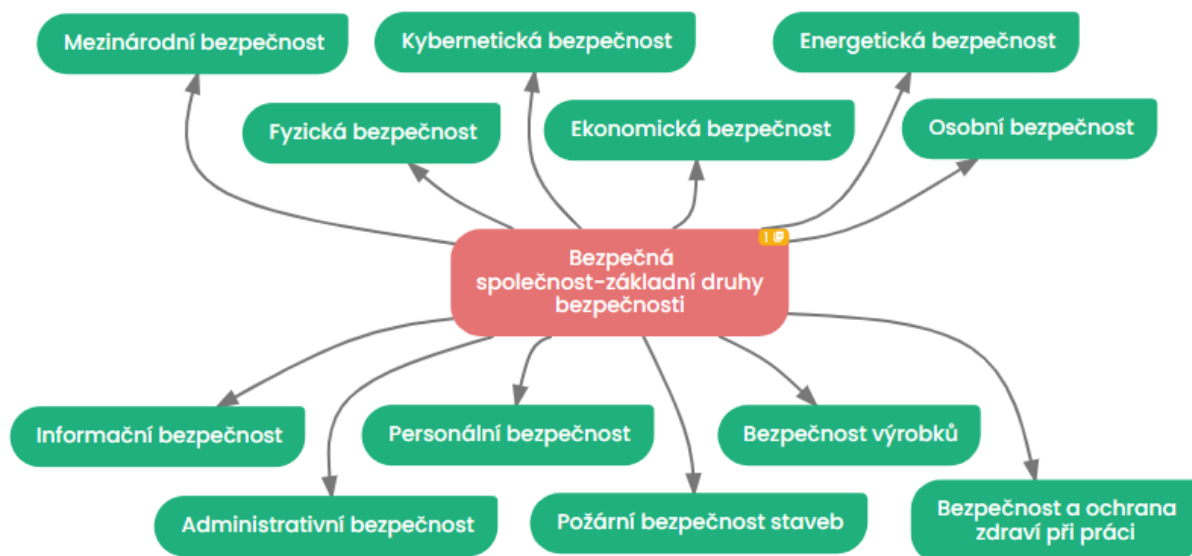 Mezinárodní bezpečnost
Kybernetická bezpečnost
Energetická bezpečnost
Fyzická bezpečnost
Ekonomická bezpečnost
Osobní bezpečnost
1
Bezpečná
společnost-základní druhy
bezpečnosti
Informační bezpečnost
Personální bezpečnost
Bezpečnost výrobků
Administrativní bezpečnost
Požární bezpečnost staveb
Bezpečnost a ochrana
zdraví při práci